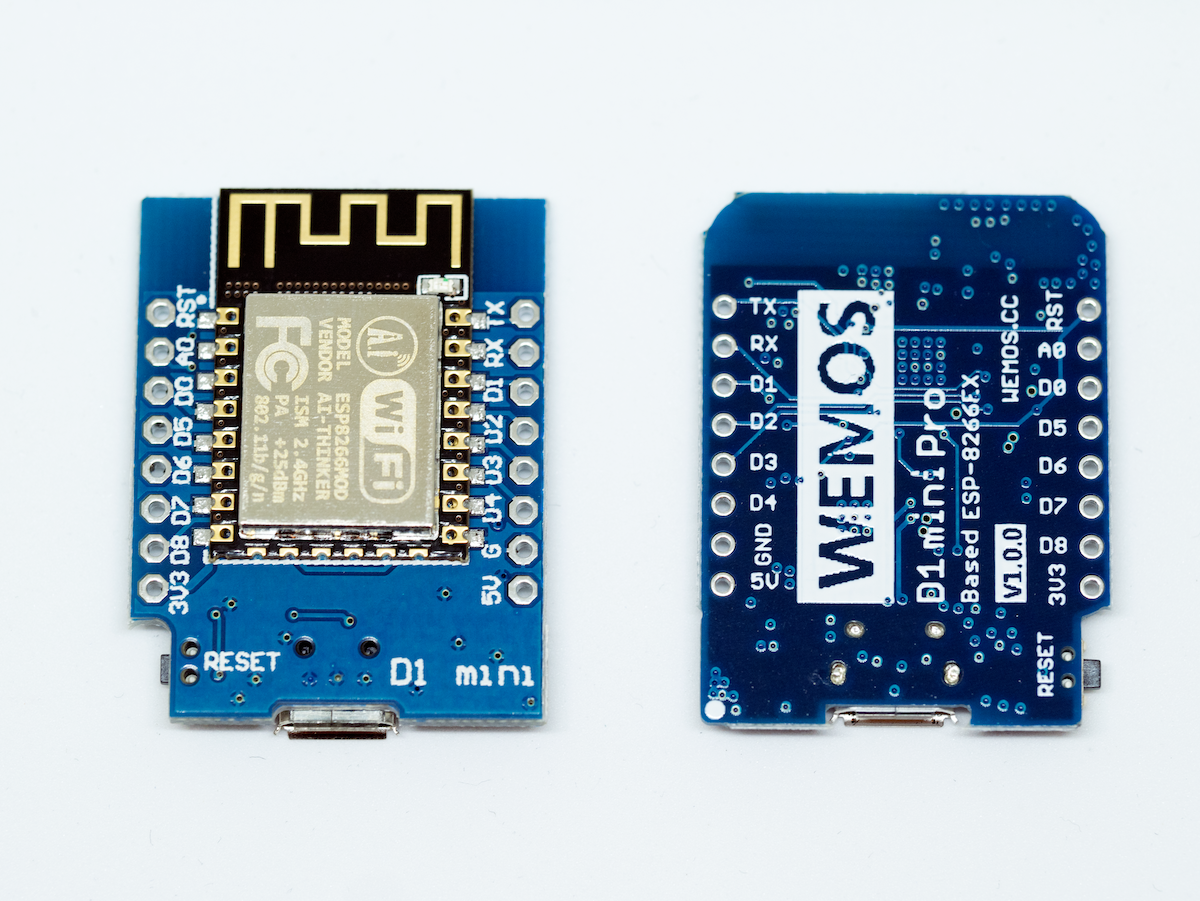 RST
A0
D0
D5
D6
D7
D8
3V3
Ai
WiFi
MODEL ESP8266MOD
VENDOR AI-THINKER
ISM 2.4GHz
PA +25dBm
802.11b/g/n
FC
TX
RX
D1
D2
D3
D4
G
5V
RESET
D1 mini
TX
RX
D1
D2
D3
D4
GND
5V
WEMOS
D1 mini Pro
Based ESP-8266EX
WEMOS.CC
V1.0.0
RST
A0
D0
D5
D6
D7
D8
3V3
RESET